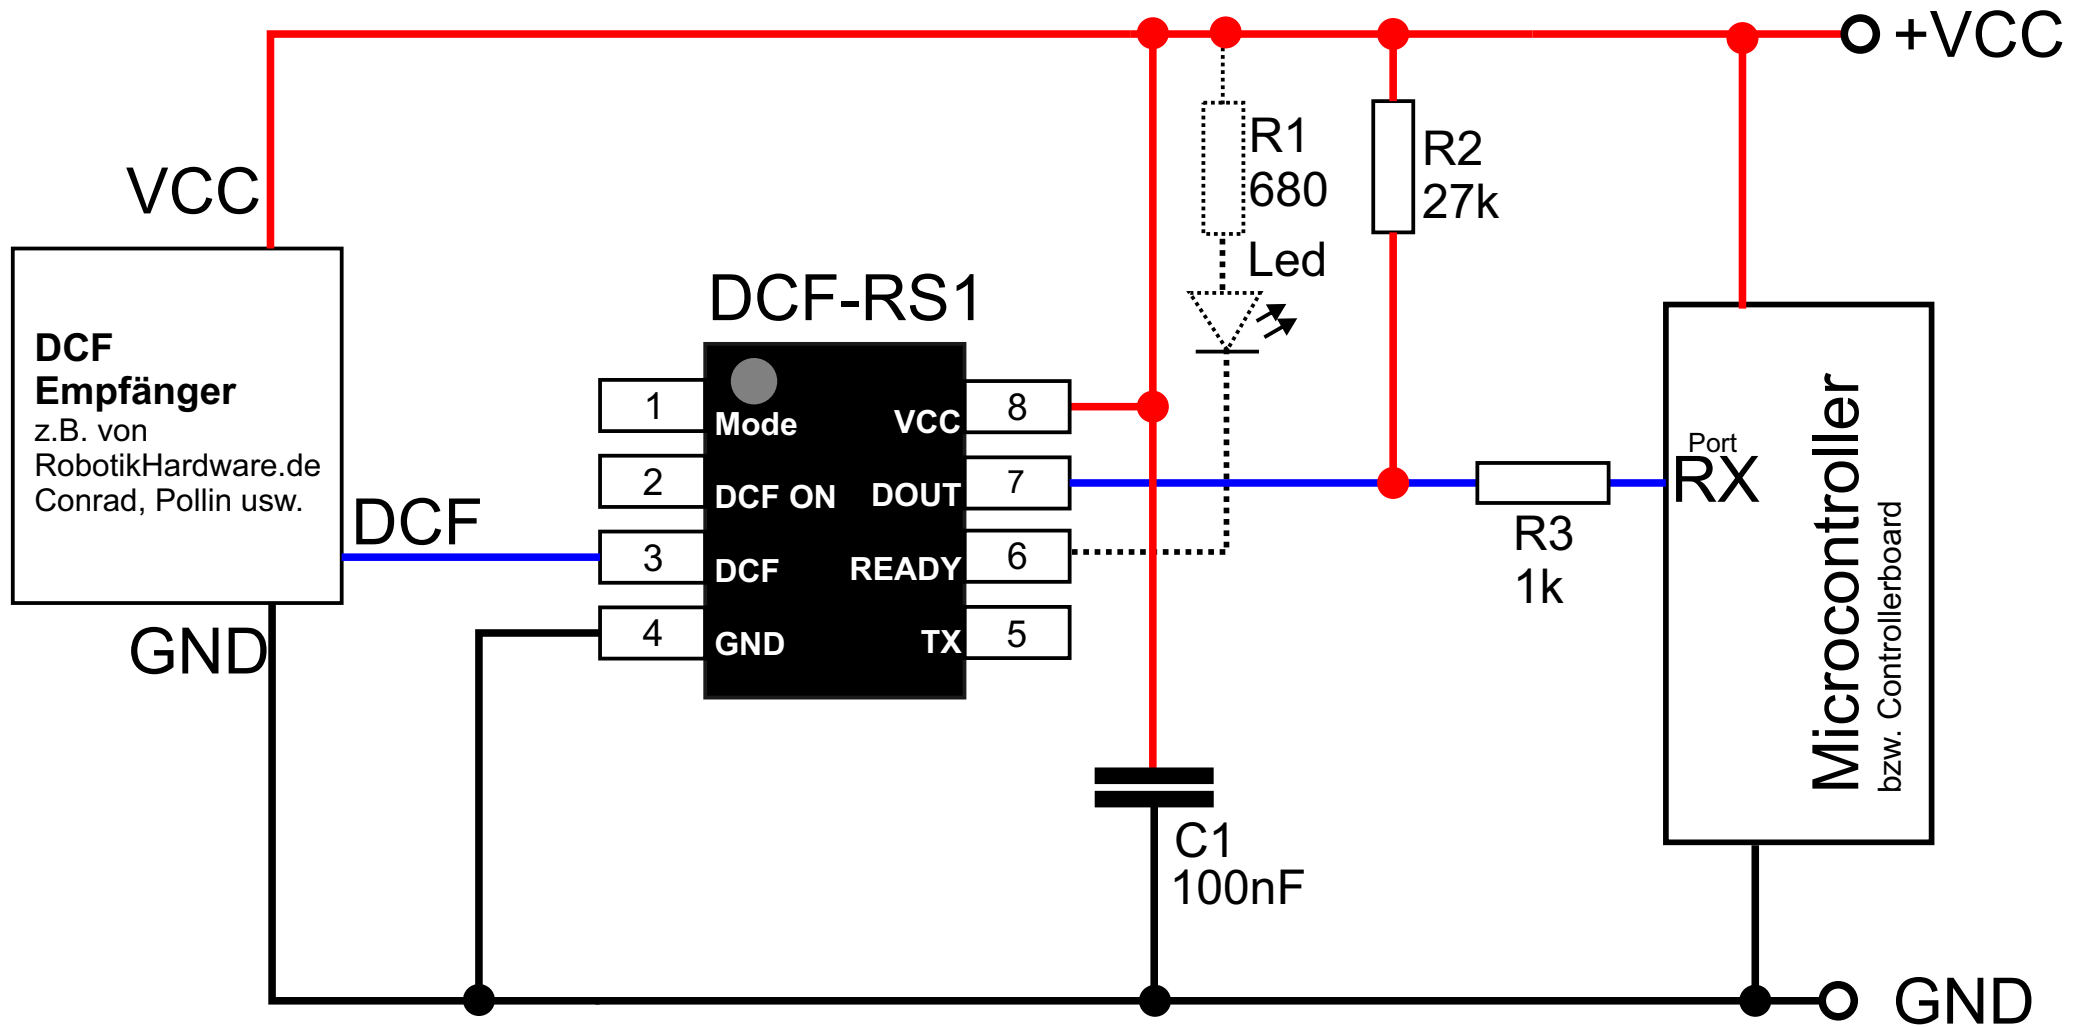 +VCC
VCC
R1
680
R2
27k
Led
DCF-RS1
DCF
Empfänger
z.B. von
RobotikHardware.de
Conrad, Pollin usw.
DCF
GND
1
Mode
2
DCF ON
3
DCF
4
GND
VCC
8
DOUT
7
READY
6
TX
5
R3
1k
Port
RX
Microcontroller
bzw. Controllerboard
C1
100nF
GND